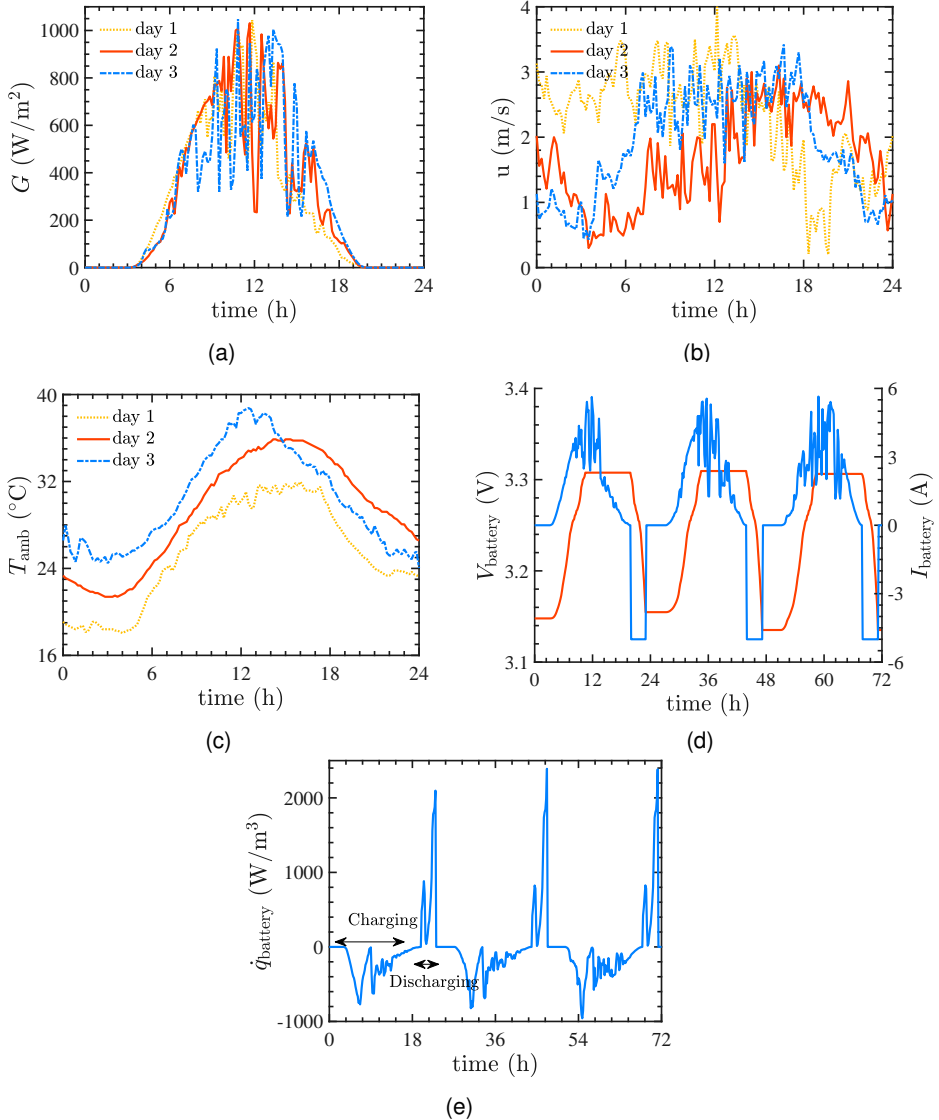 1000
800
600
400
200
0
G (W/m²)
day 1
day 2
day 3
0 6 12 18 24
time (h)
(a)
4
3
2
1
0
u (m/s)
day 1
day 2
day 3
0 6 12 18 24
time (h)
(b)
40
32
24
16
T_amb (°C)
day 1
day 2
day 3
0 6 12 18 24
time (h)
(c)
3.4
3.3
3.2
3.1
V_battery (V)
6
3
0
-3
-6
I_battery (A)
0 12 24 36 48 60 72
time (h)
(d)
2000
1000
0
-1000
q̇_battery (W/m³)
Charging
Discharging
0 18 36 54 72
time (h)
(e)